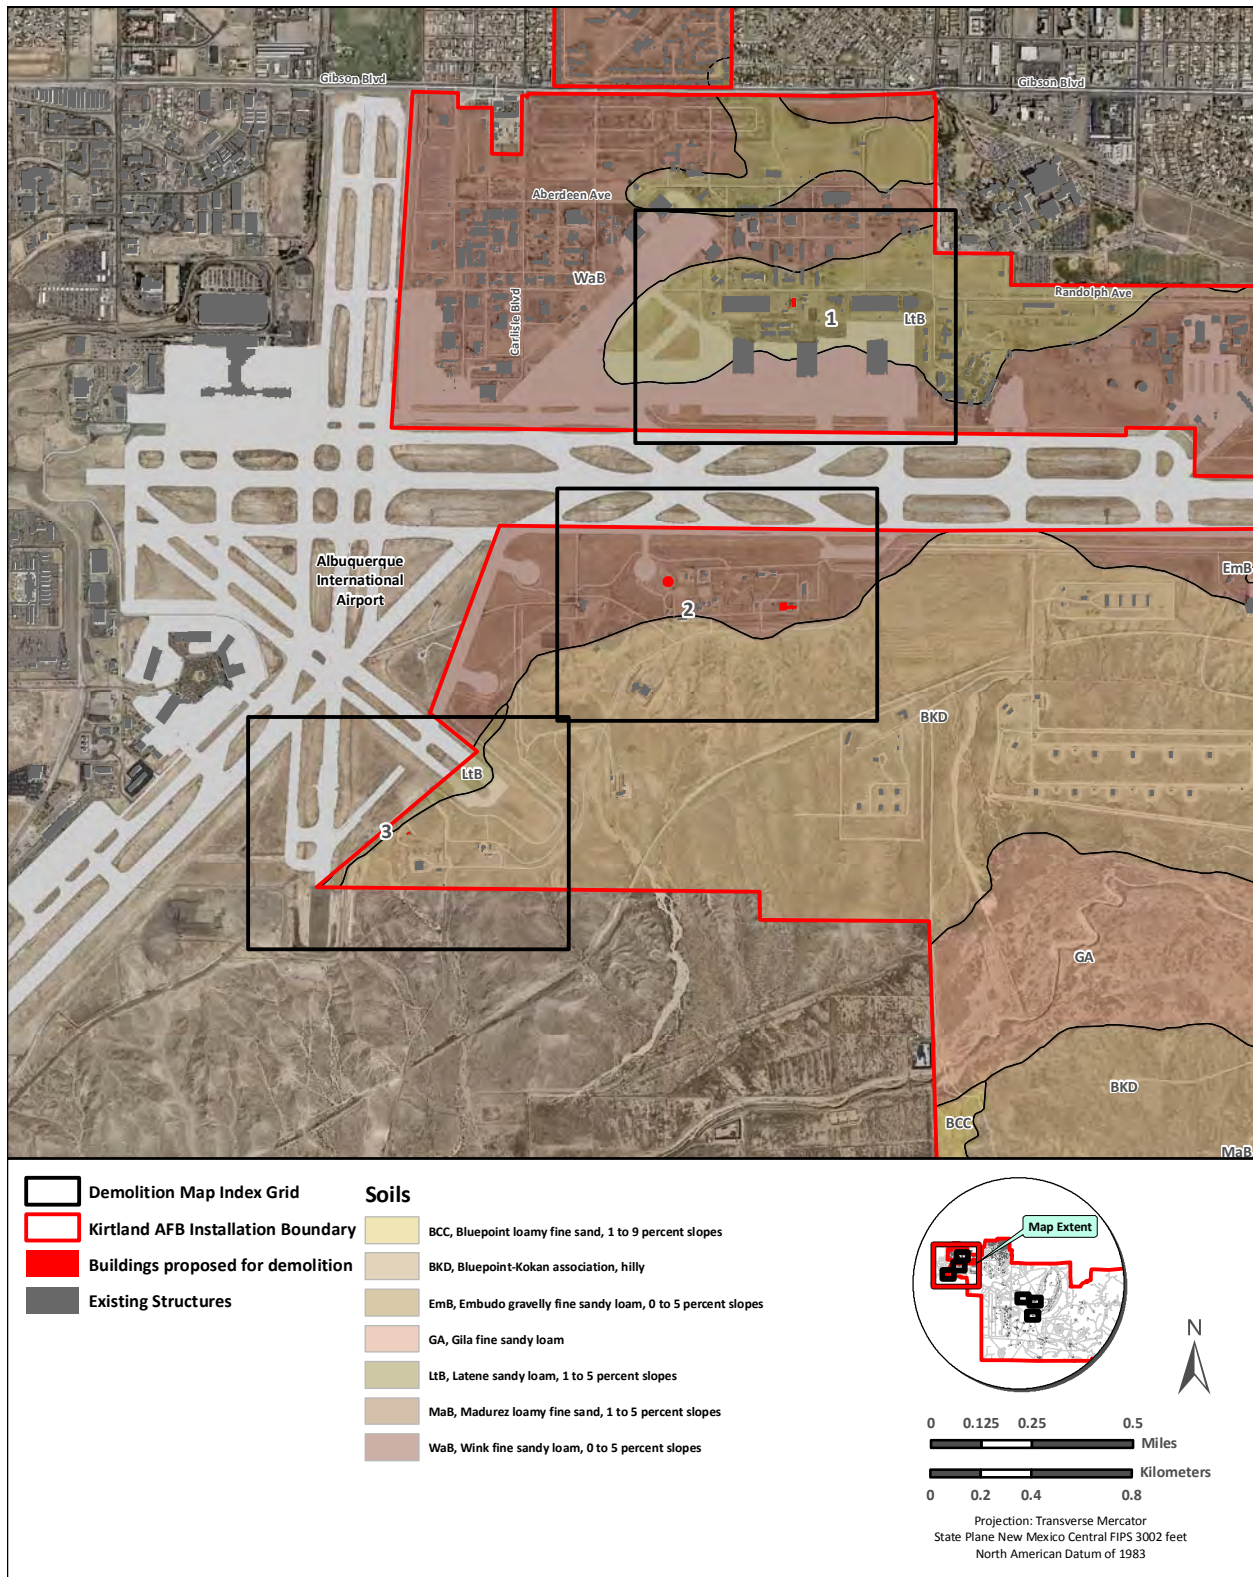 Gibson Blvd
Gibson Blvd
Aberdeen Ave
WaB
Carlisle Blvd
Randolph Ave
1
LtB
Albuquerque
International
Airport
EmB
2
BKD
LtB
3
GA
BKD
BCC
MaB
Demolition Map Index Grid
Kirtland AFB Installation Boundary
Buildings proposed for demolition
Existing Structures
Soils
BCC, Bluepoint loamy fine sand, 1 to 9 percent slopes
BKD, Bluepoint-Kokan association, hilly
EmB, Embudo gravelly fine sandy loam, 0 to 5 percent slopes
GA, Gila fine sandy loam
LtB, Latene sandy loam, 1 to 5 percent slopes
MaB, Madurez loamy fine sand, 1 to 5 percent slopes
WaB, Wink fine sandy loam, 0 to 5 percent slopes
Map Extent
N
0 0.125 0.25 0.5
Miles
Kilometers
0 0.2 0.4 0.8
Projection: Transverse Mercator
State Plane New Mexico Central FIPS 3002 feet
North American Datum of 1983